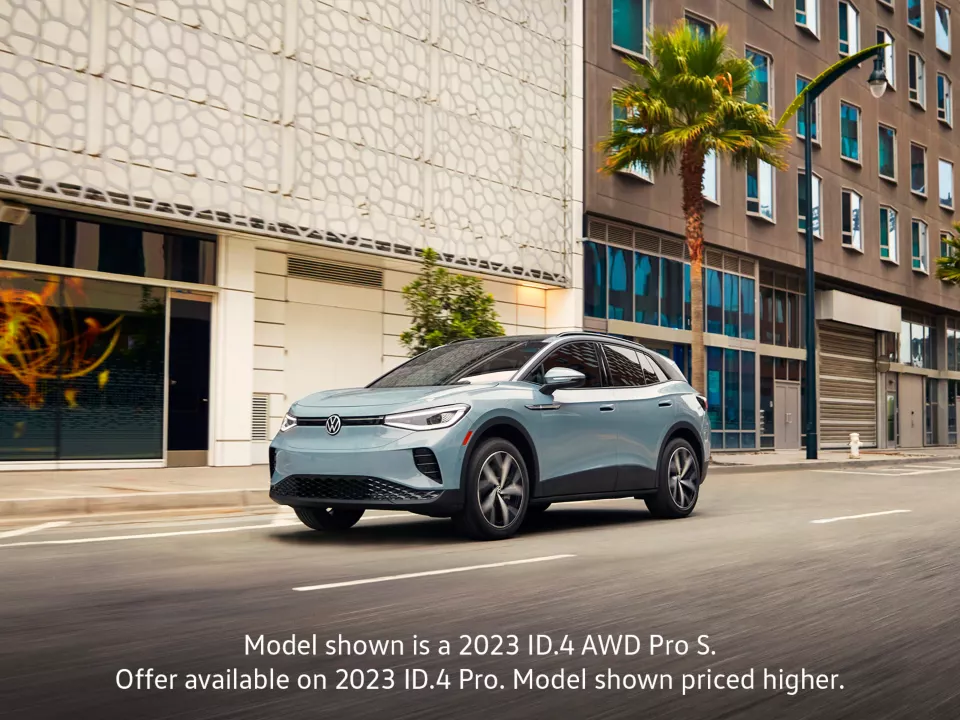 Model shown is a 2023 ID.4 AWD Pro S.
Offer available on 2023 ID.4 Pro. Model shown priced higher.